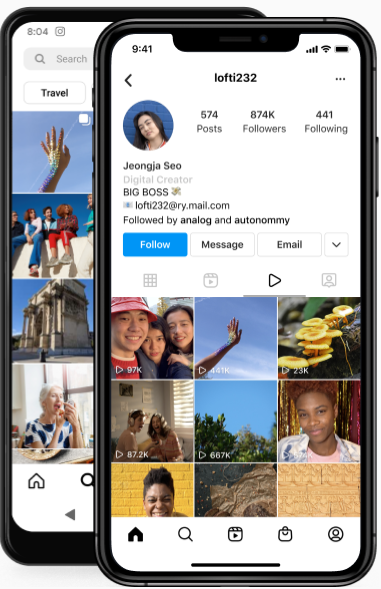 8:04
Search
Travel
9:41
lofti232
574
874K
441
Posts
Followers
Following
Jeongja Seo
Digital Creator
BIG BOSS 💸
📧 lofti232@ry.mail.com
Followed by analog and autonommy
Follow
Message
Email
97K
441K
23K
87.2K
667K